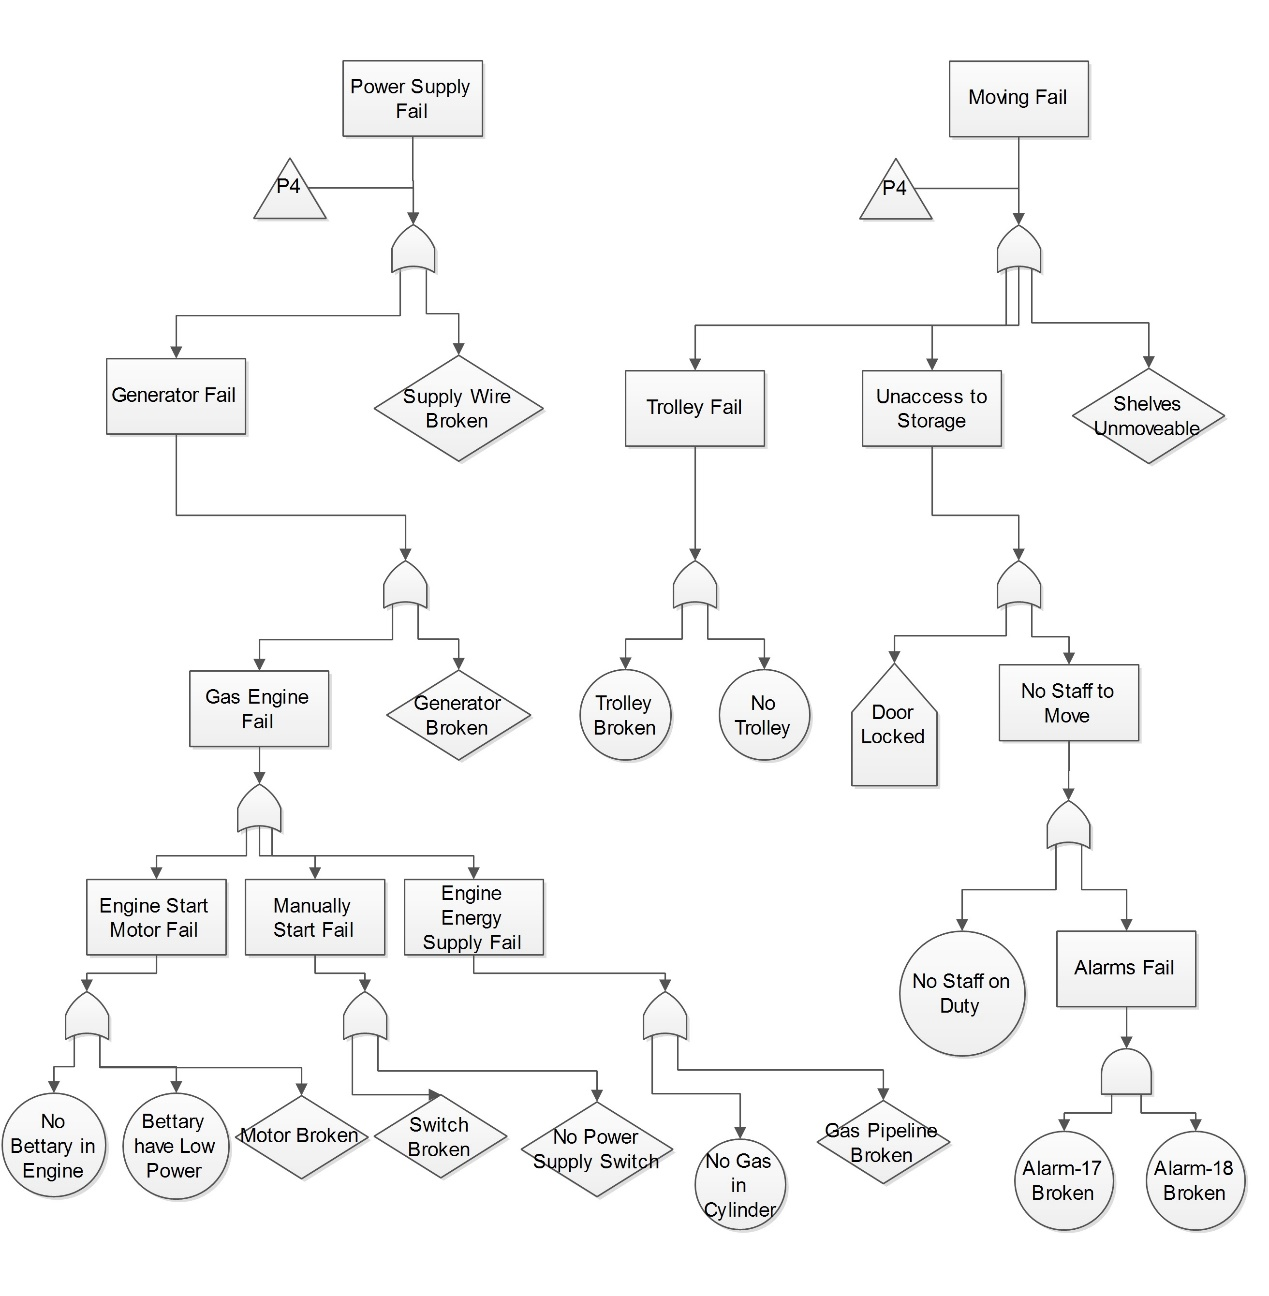 Power Supply
Fail
Moving Fail
P4
P4
Generator Fail
Supply Wire
Broken
Trolley Fail
Unaccess to
Storage
Shelves
Unmoveable
Gas Engine
Fail
Generator
Broken
Trolley
Broken
No
Trolley
Door
Locked
No Staff to
Move
Engine Start
Motor Fail
Manually
Start Fail
Engine
Energy
Supply Fail
No Staff on
Duty
Alarms Fail
No
Bettary in
Engine
Bettary
have Low
Power
Motor Broken
Switch
Broken
No Power
Supply Switch
No Gas
in
Cylinder
Gas Pipeline
Broken
Alarm-17
Broken
Alarm-18
Broken